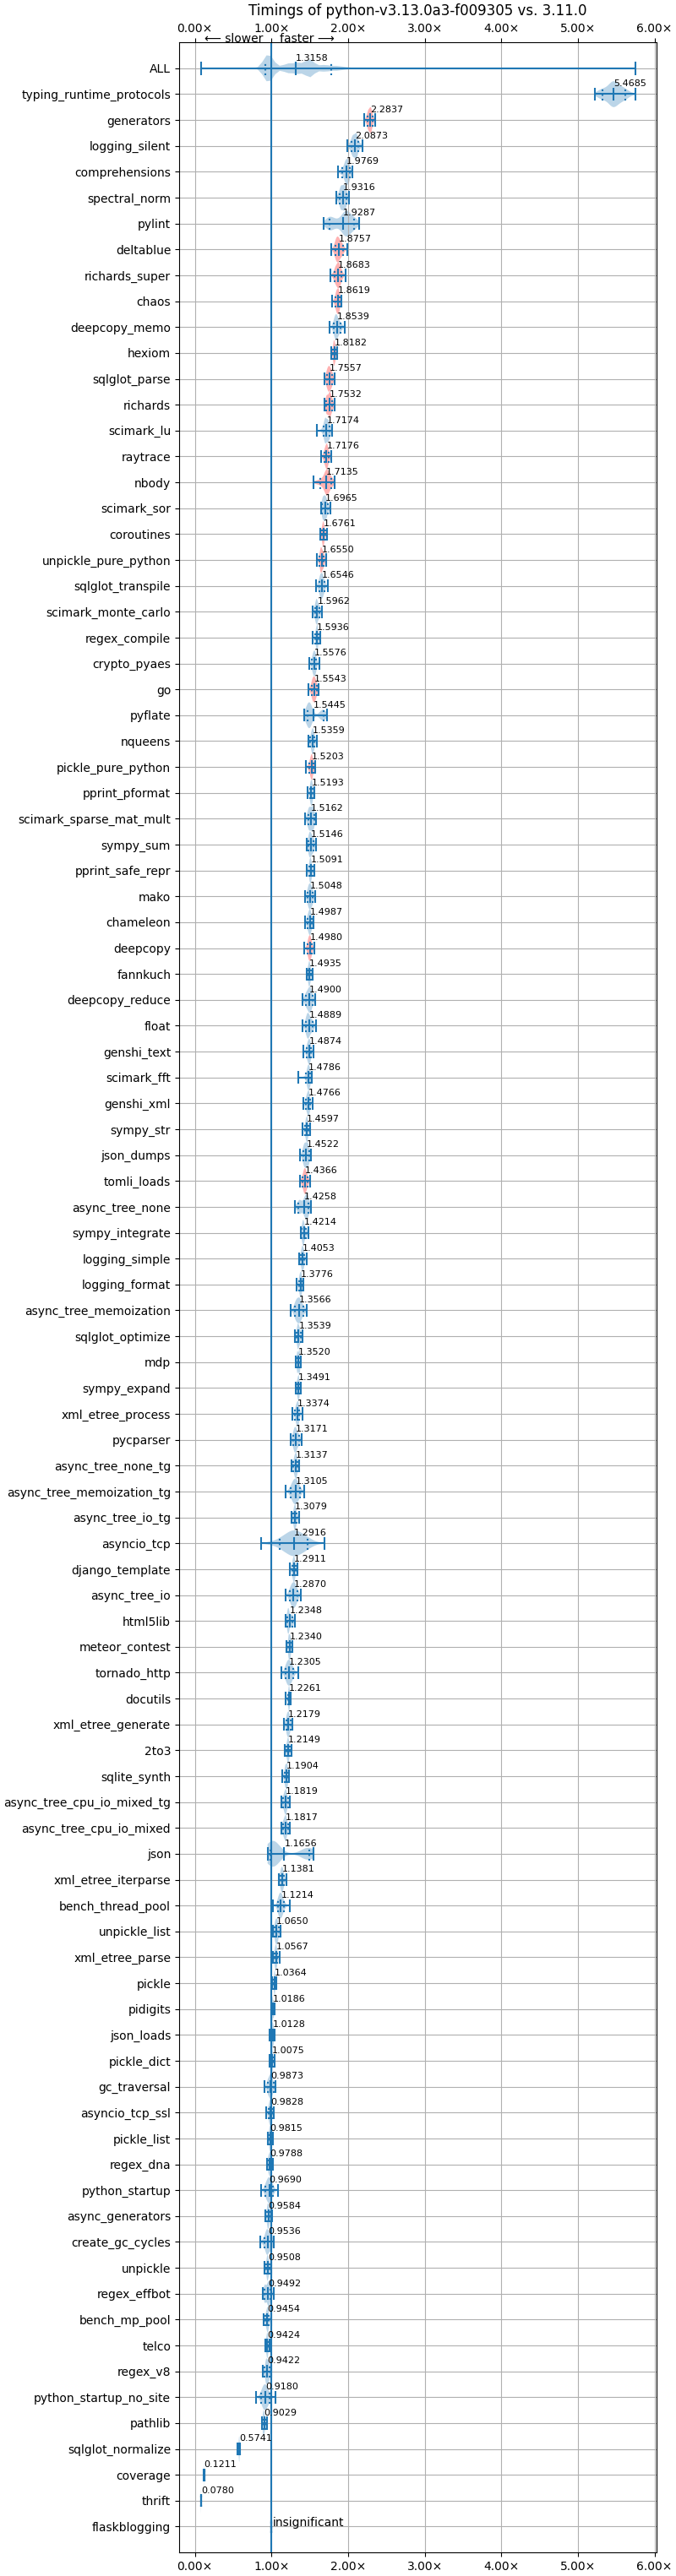 Timings of python-v3.13.0a3-f009305 vs. 3.11.0
0.00× 1.00× 2.00× 3.00× 4.00× 5.00× 6.00×
⟵ slower faster ⟶
ALL 1.3158
typing_runtime_protocols 5.4685
generators 2.2837
logging_silent 2.0873
comprehensions 1.9769
spectral_norm 1.9316
pylint 1.9287
deltablue 1.8757
richards_super 1.8683
chaos 1.8619
deepcopy_memo 1.8539
hexiom 1.8182
sqlglot_parse 1.7557
richards 1.7532
scimark_lu 1.7174
raytrace 1.7176
nbody 1.7135
scimark_sor 1.6965
coroutines 1.6761
unpickle_pure_python 1.6550
sqlglot_transpile 1.6546
scimark_monte_carlo 1.5962
regex_compile 1.5936
crypto_pyaes 1.5576
go 1.5543
pyflate 1.5445
nqueens 1.5359
pickle_pure_python 1.5203
pprint_pformat 1.5193
scimark_sparse_mat_mult 1.5162
sympy_sum 1.5146
pprint_safe_repr 1.5091
mako 1.5048
chameleon 1.4987
deepcopy 1.4980
fannkuch 1.4935
deepcopy_reduce 1.4900
float 1.4889
genshi_text 1.4874
scimark_fft 1.4786
genshi_xml 1.4766
sympy_str 1.4597
json_dumps 1.4522
tomli_loads 1.4366
async_tree_none 1.4258
sympy_integrate 1.4214
logging_simple 1.4053
logging_format 1.3776
async_tree_memoization 1.3566
sqlglot_optimize 1.3539
mdp 1.3520
sympy_expand 1.3491
xml_etree_process 1.3374
pycparser 1.3171
async_tree_none_tg 1.3137
async_tree_memoization_tg 1.3105
async_tree_io_tg 1.3079
asyncio_tcp 1.2916
django_template 1.2911
async_tree_io 1.2870
html5lib 1.2348
meteor_contest 1.2340
tornado_http 1.2305
docutils 1.2261
xml_etree_generate 1.2179
2to3 1.2149
sqlite_synth 1.1904
async_tree_cpu_io_mixed_tg 1.1819
async_tree_cpu_io_mixed 1.1817
json 1.1656
xml_etree_iterparse 1.1381
bench_thread_pool 1.1214
unpickle_list 1.0650
xml_etree_parse 1.0567
pickle 1.0364
pidigits 1.0186
json_loads 1.0128
pickle_dict 1.0075
gc_traversal 0.9873
asyncio_tcp_ssl 0.9828
pickle_list 0.9815
regex_dna 0.9788
python_startup 0.9690
async_generators 0.9584
create_gc_cycles 0.9536
unpickle 0.9508
regex_effbot 0.9492
bench_mp_pool 0.9454
telco 0.9424
regex_v8 0.9422
python_startup_no_site 0.9180
pathlib 0.9029
sqlglot_normalize 0.5741
coverage 0.1211
thrift 0.0780
flaskblogging insignificant
0.00× 1.00× 2.00× 3.00× 4.00× 5.00× 6.00×